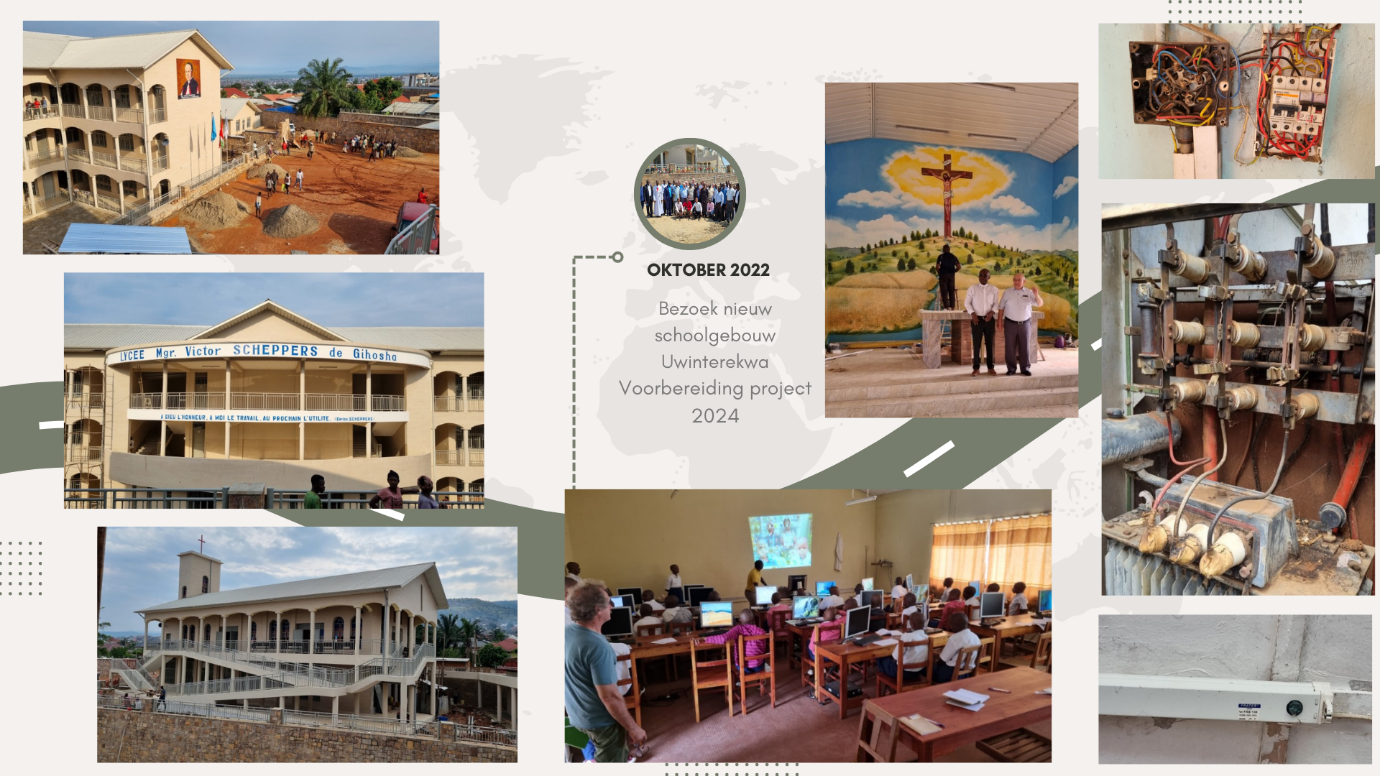 LYCEE Mgr. Victor SCHEPPERS de Gihosha
A DIEU L'HONNEUR, A MOI LE TRAVAIL, AU PROCHAIN L'UTILITE.
OKTOBER 2022
Bezoek nieuw
schoolgebouw
Uwinterekwa
Voorbereiding project
2024